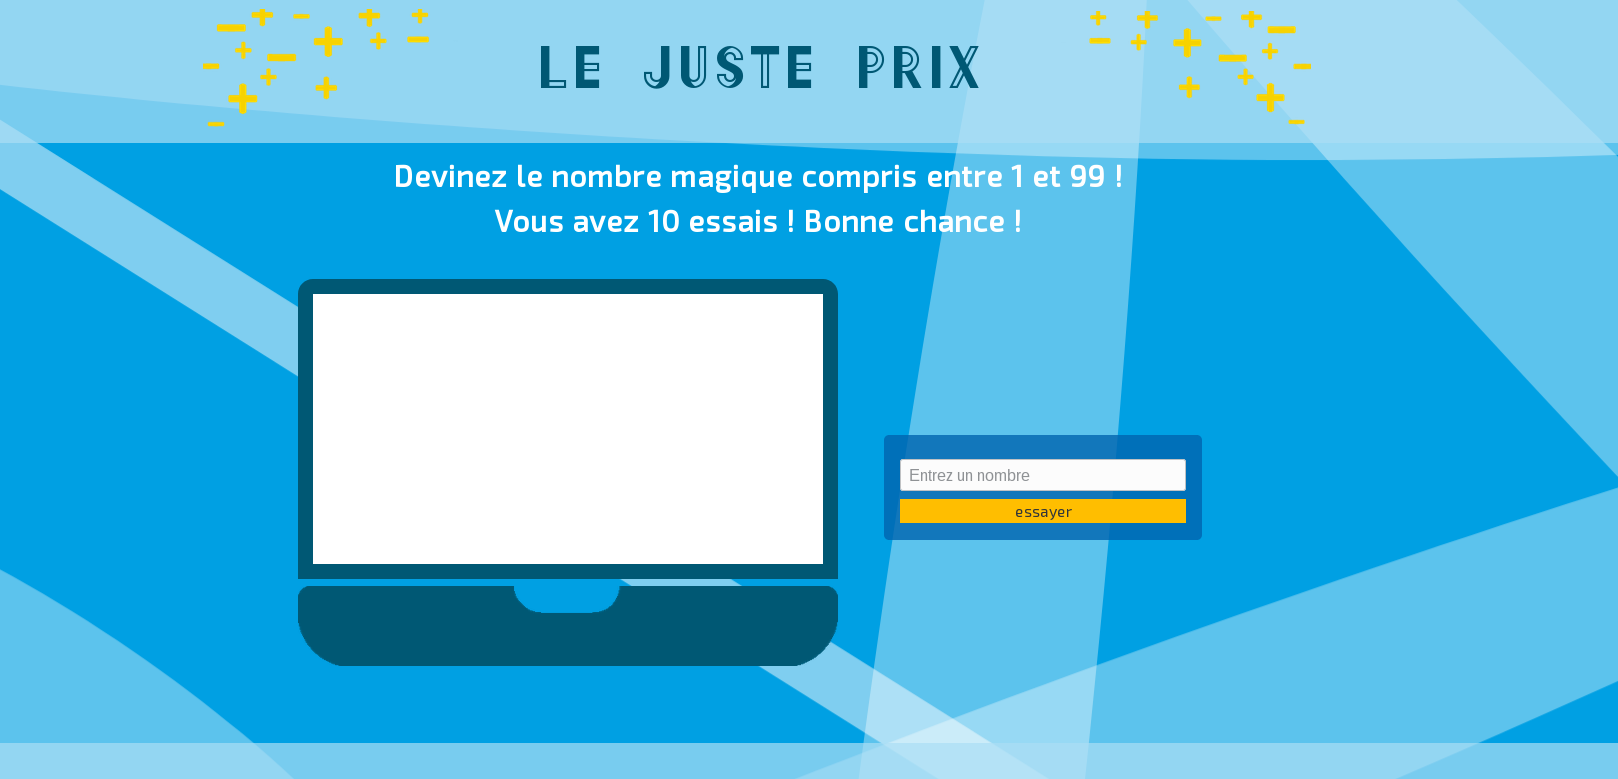 LE JUSTE PRIX
Devinez le nombre magique compris entre 1 et 99 !
Vous avez 10 essais ! Bonne chance !
Entrez un nombre
essayer